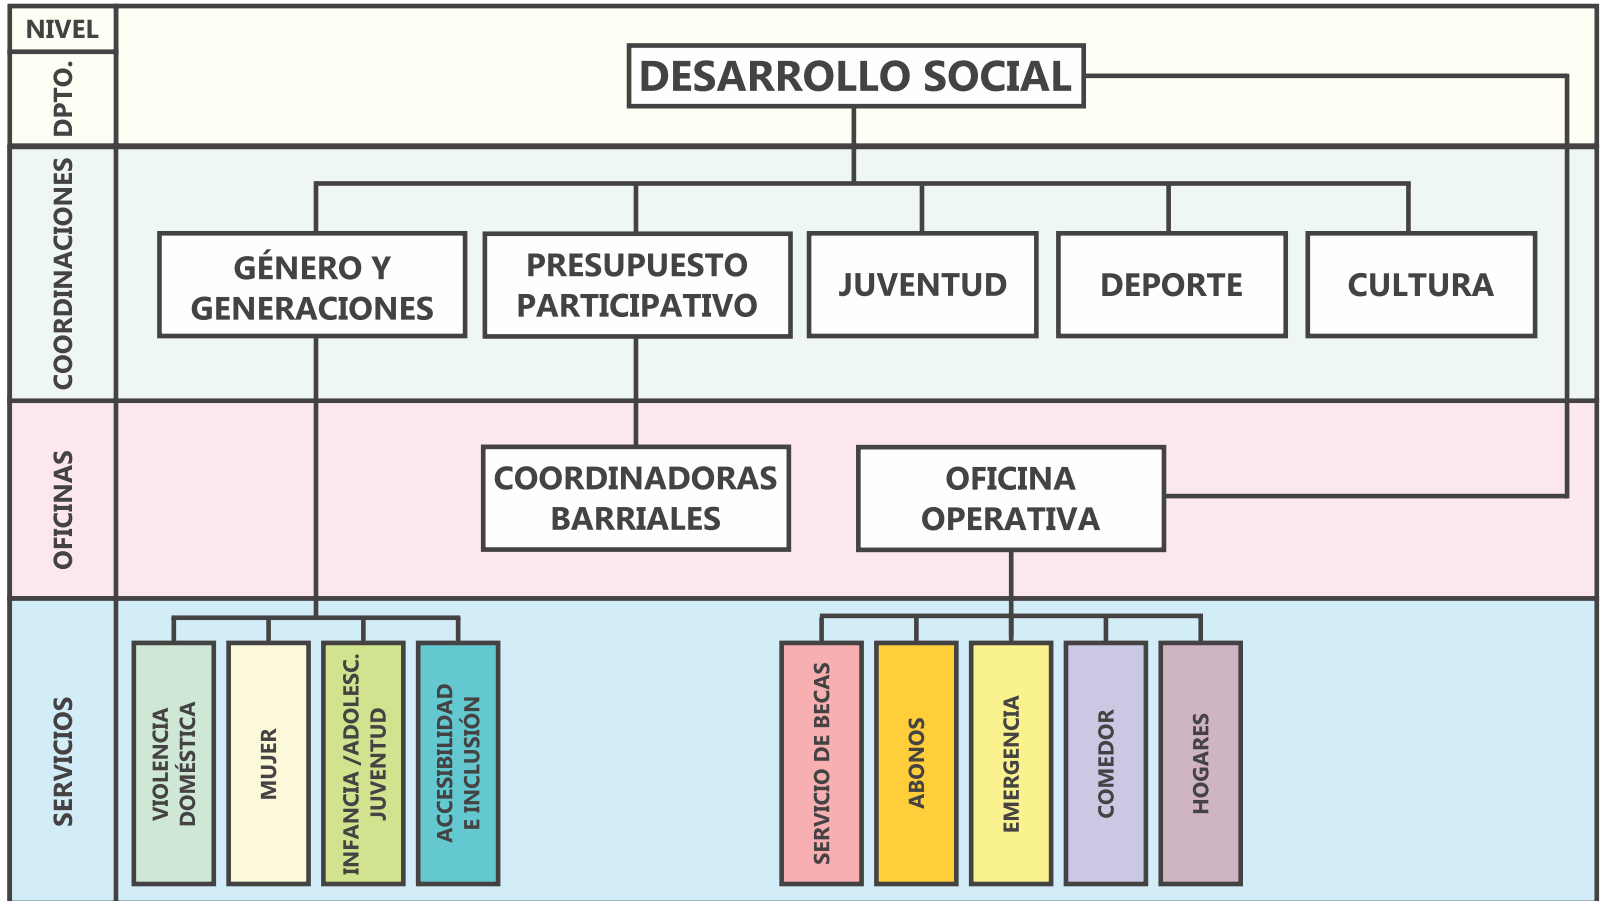 NIVEL
DPTO.
DESARROLLO SOCIAL
COORDINACIONES
GÉNERO Y
GENERACIONES
PRESUPUESTO
PARTICIPATIVO
JUVENTUD
DEPORTE
CULTURA
OFICINAS
COORDINADORAS
BARRIALES
OFICINA
OPERATIVA
SERVICIOS
VIOLENCIA
DOMÉSTICA
MUJER
INFANCIA /ADOLESC.
JUVENTUD
ACCESIBILIDAD
E INCLUSIÓN
SERVICIO DE BECAS
ABONOS
EMERGENCIA
COMEDOR
HOGARES